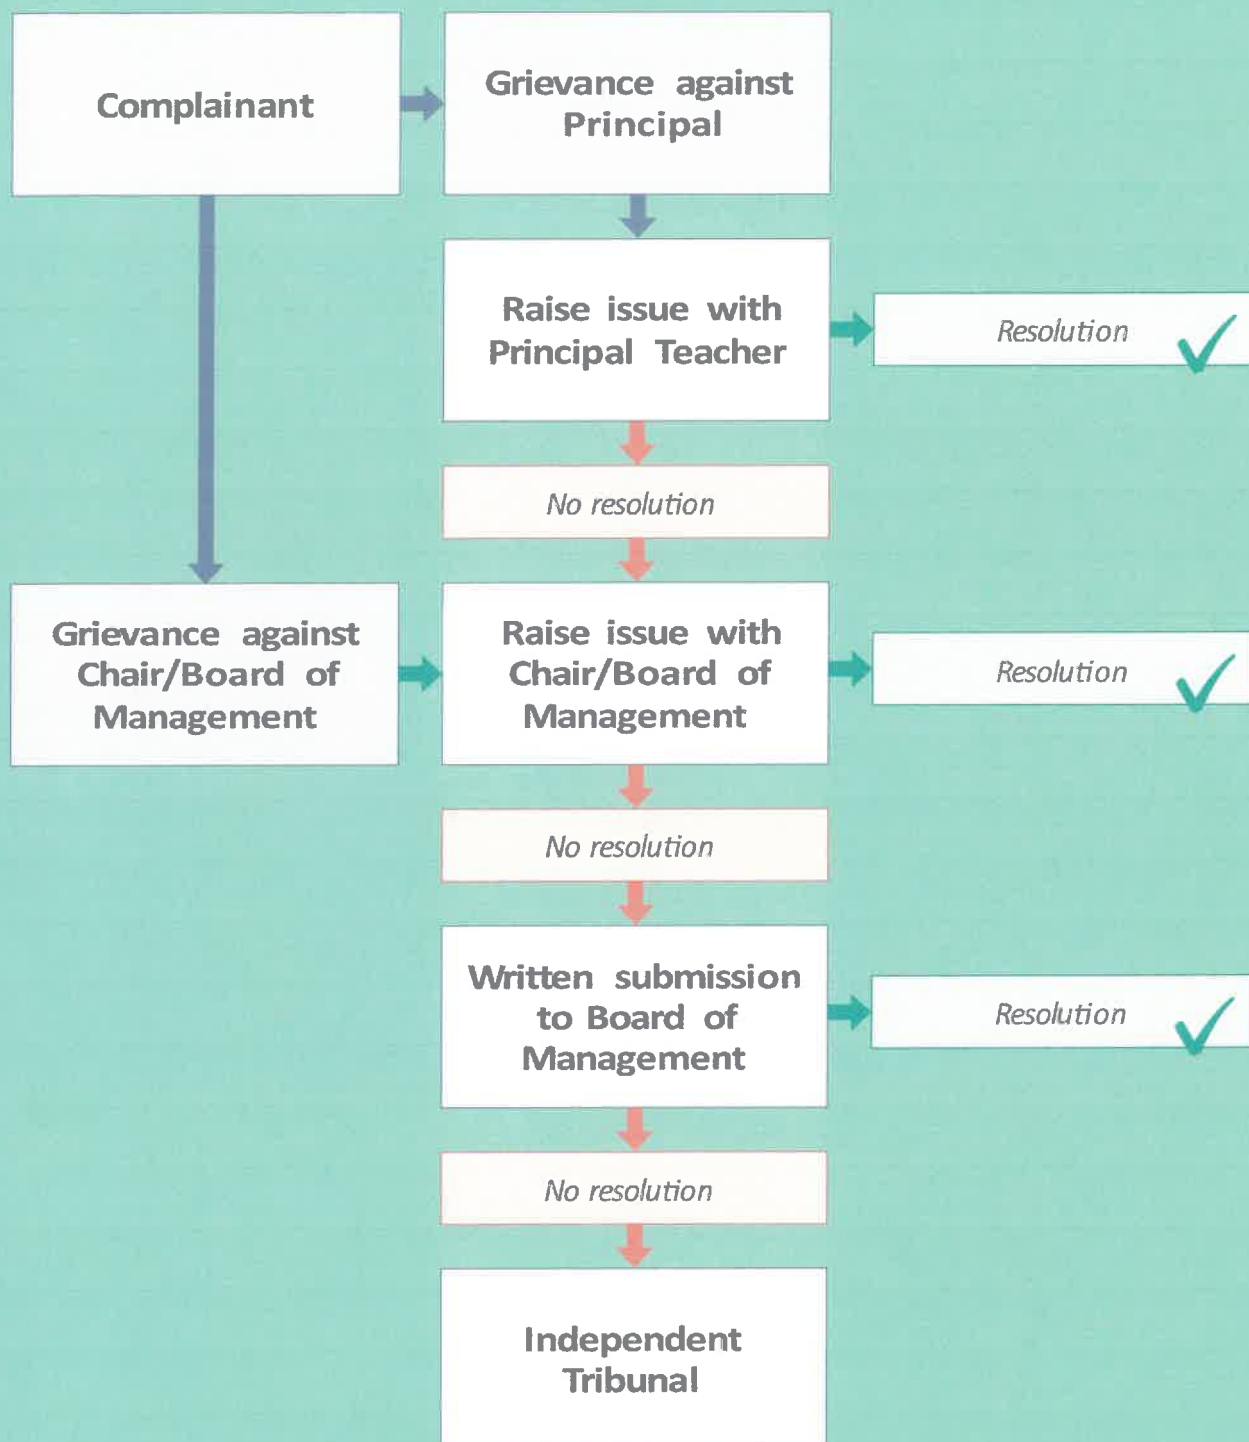 Complainant
Grievance against
Principal
Raise issue with
Principal Teacher
Resolution
No resolution
Grievance against
Chair/Board of
Management
Raise issue with
Chair/Board of
Management
Resolution
No resolution
Written submission
to Board of
Management
Resolution
No resolution
Independent
Tribunal